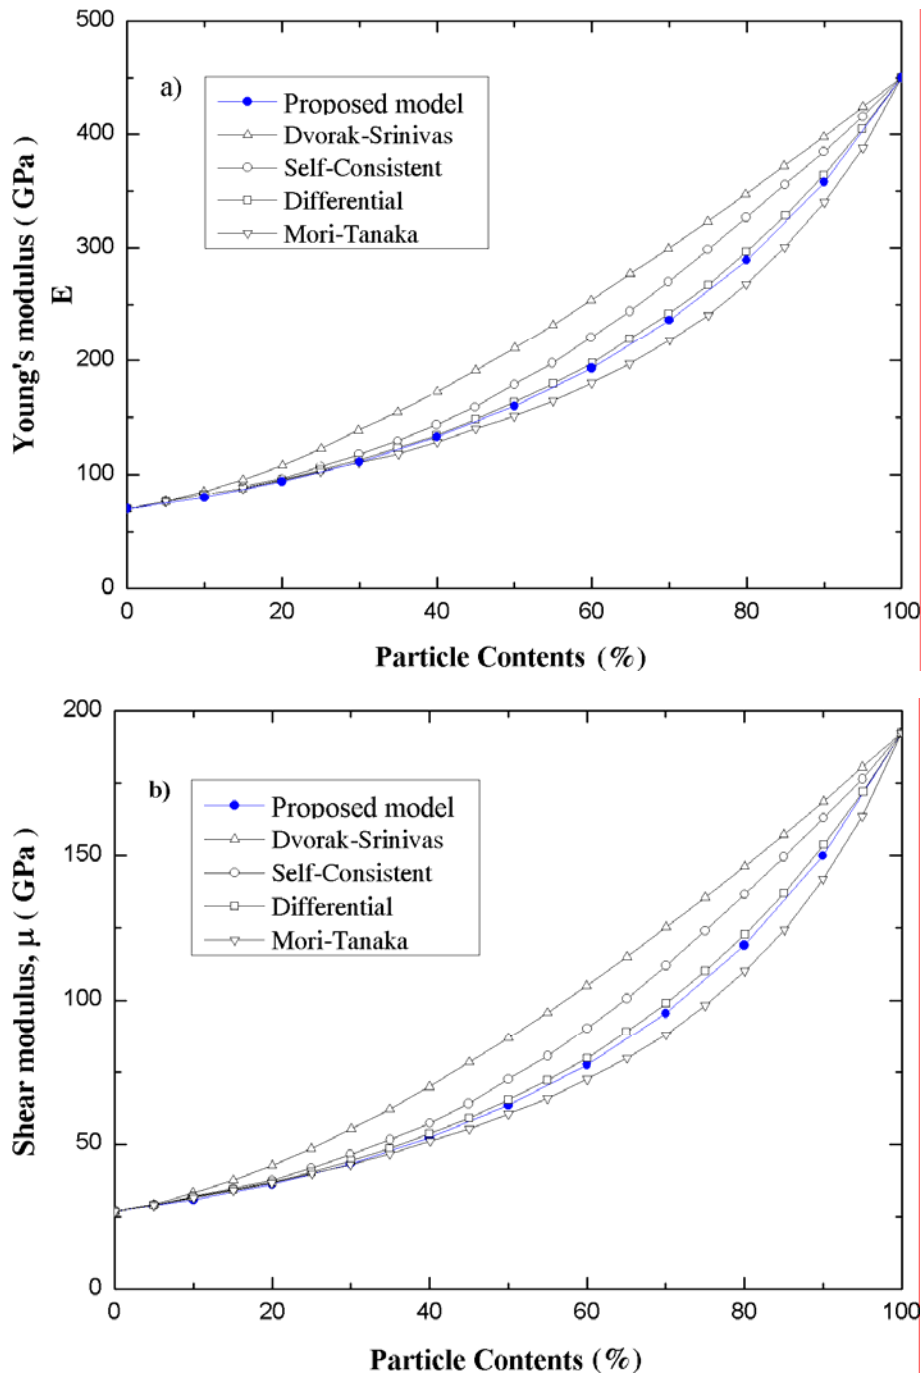 500
400
300
200
100
0
Young's modulus ( GPa )
E
a)
Proposed model
Dvorak-Srinivas
Self-Consistent
Differential
Mori-Tanaka
0 20 40 60 80 100
Particle Contents (%)
200
150
100
50
0
Shear modulus, μ ( GPa )
b)
Proposed model
Dvorak-Srinivas
Self-Consistent
Differential
Mori-Tanaka
0 20 40 60 80 100
Particle Contents (%)